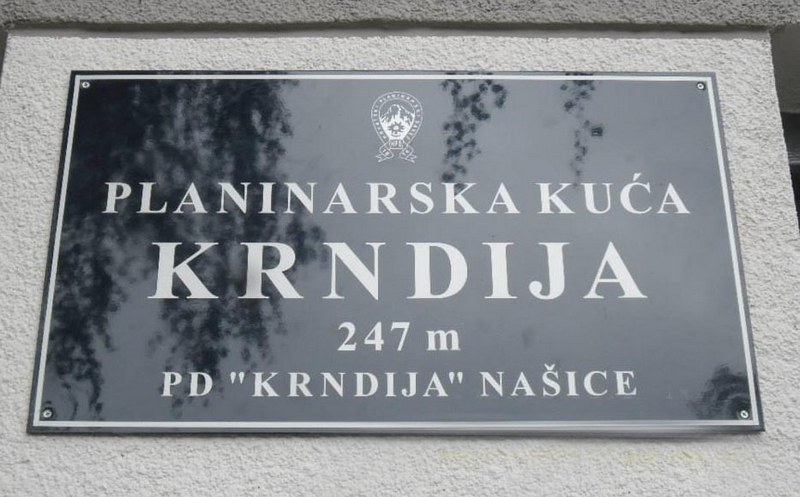 PLANINARSKA KUĆA
KRNDIJA
247 m
PD "KRNDIJA" NAŠICE